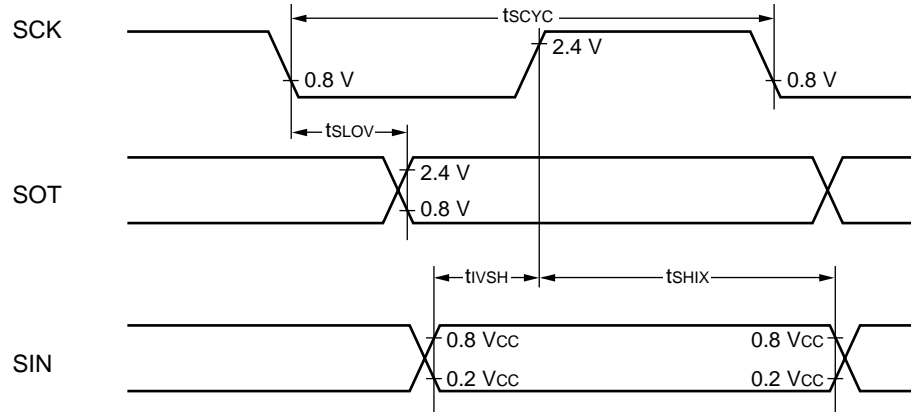 tSCYC
SCK
2.4 V
0.8 V
0.8 V
tSLOV
2.4 V
SOT
0.8 V
tIVSH
tSHIX
0.8 VCC
0.8 VCC
SIN
0.2 VCC
0.2 VCC